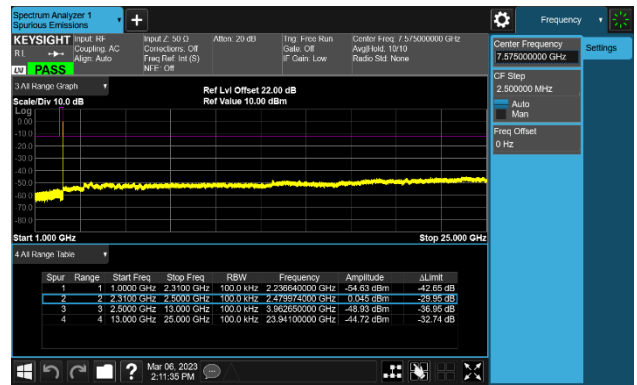 Spectrum Analyzer 1
Spurious Emissions
Frequency
KEYSIGHT
RL
LW PASS
Input: RF
Coupling: AC
Align: Auto
Input Z: 50 Ω
Corrections: Off
Freq Ref: Int (S)
NFE: Off
Atten: 20 dB
Trig: Free Run
Gate: Off
IF Gain: Low
Center Freq: 7.575000000 GHz
Avg|Hold: 10/10
Radio Std: None
Center Frequency
7.575000000 GHz
Settings
CF Step
2.500000 MHz
Auto
Man
Freq Offset
0 Hz
3 All Range Graph
Scale/Div 10.0 dB
Ref Lvl Offset 22.00 dB
Ref Value 10.00 dBm
Log
0.00
-10.0
-20.0
-30.0
-40.0
-50.0
-60.0
-70.0
-80.0
Start 1.000 GHz
Stop 25.000 GHz
4 All Range Table
Spur Range Start Freq Stop Freq RBW Frequency Amplitude ΔLimit
1 1 1.0000 GHz 2.3100 GHz 100.0 kHz 2.236640000 GHz -54.63 dBm -42.65 dB
2 2 2.3100 GHz 2.5000 GHz 100.0 kHz 2.479974000 GHz 0.045 dBm -29.95 dB
3 3 2.5000 GHz 13.000 GHz 100.0 kHz 3.962650000 GHz -48.93 dBm -36.95 dB
4 4 13.000 GHz 25.000 GHz 100.0 kHz 23.94100000 GHz -44.72 dBm -32.74 dB
Mar 06, 2023
2:11:35 PM